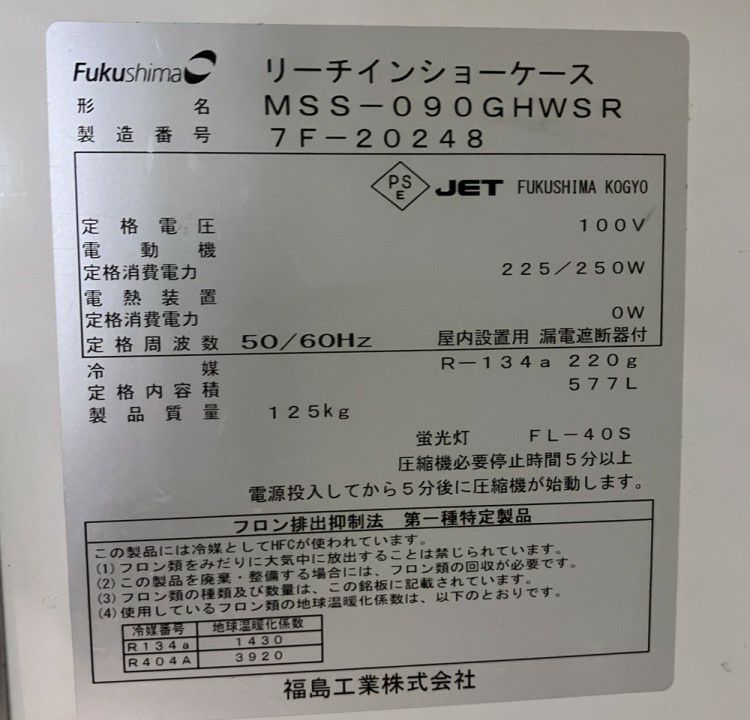 Fukushima リーチインショーケース
形名 MSS-090GHWSR
製造番号 7F-20248
PS E JET FUKUSHIMA KOGYO
定格電圧 100V
電動機
定格消費電力 225/250W
電熱装置
定格消費電力 0W
定格周波数 50/60Hz 屋内設置用 漏電遮断器付
冷媒 R-134a 220g
定格内容積 577L
製品質量 125kg
蛍光灯 FL-40S
圧縮機必要停止時間5分以上
電源投入してから5分後に圧縮機が始動します。
フロン排出抑制法 第一種特定製品
この製品には冷媒としてHFCが使われています。
(1)フロン類をみだりに大気中に放出することは禁じられています。
(2)この製品を廃棄・整備する場合には、フロン類の回収が必要です。
(3)フロン類の種類及び数量は、この銘板に記載されています。
(4)使用しているフロン類の地球温暖化係数は、以下のとおりです。
冷媒番号 地球温暖化係数
R134a 1430
R404A 3920
福島工業株式会社